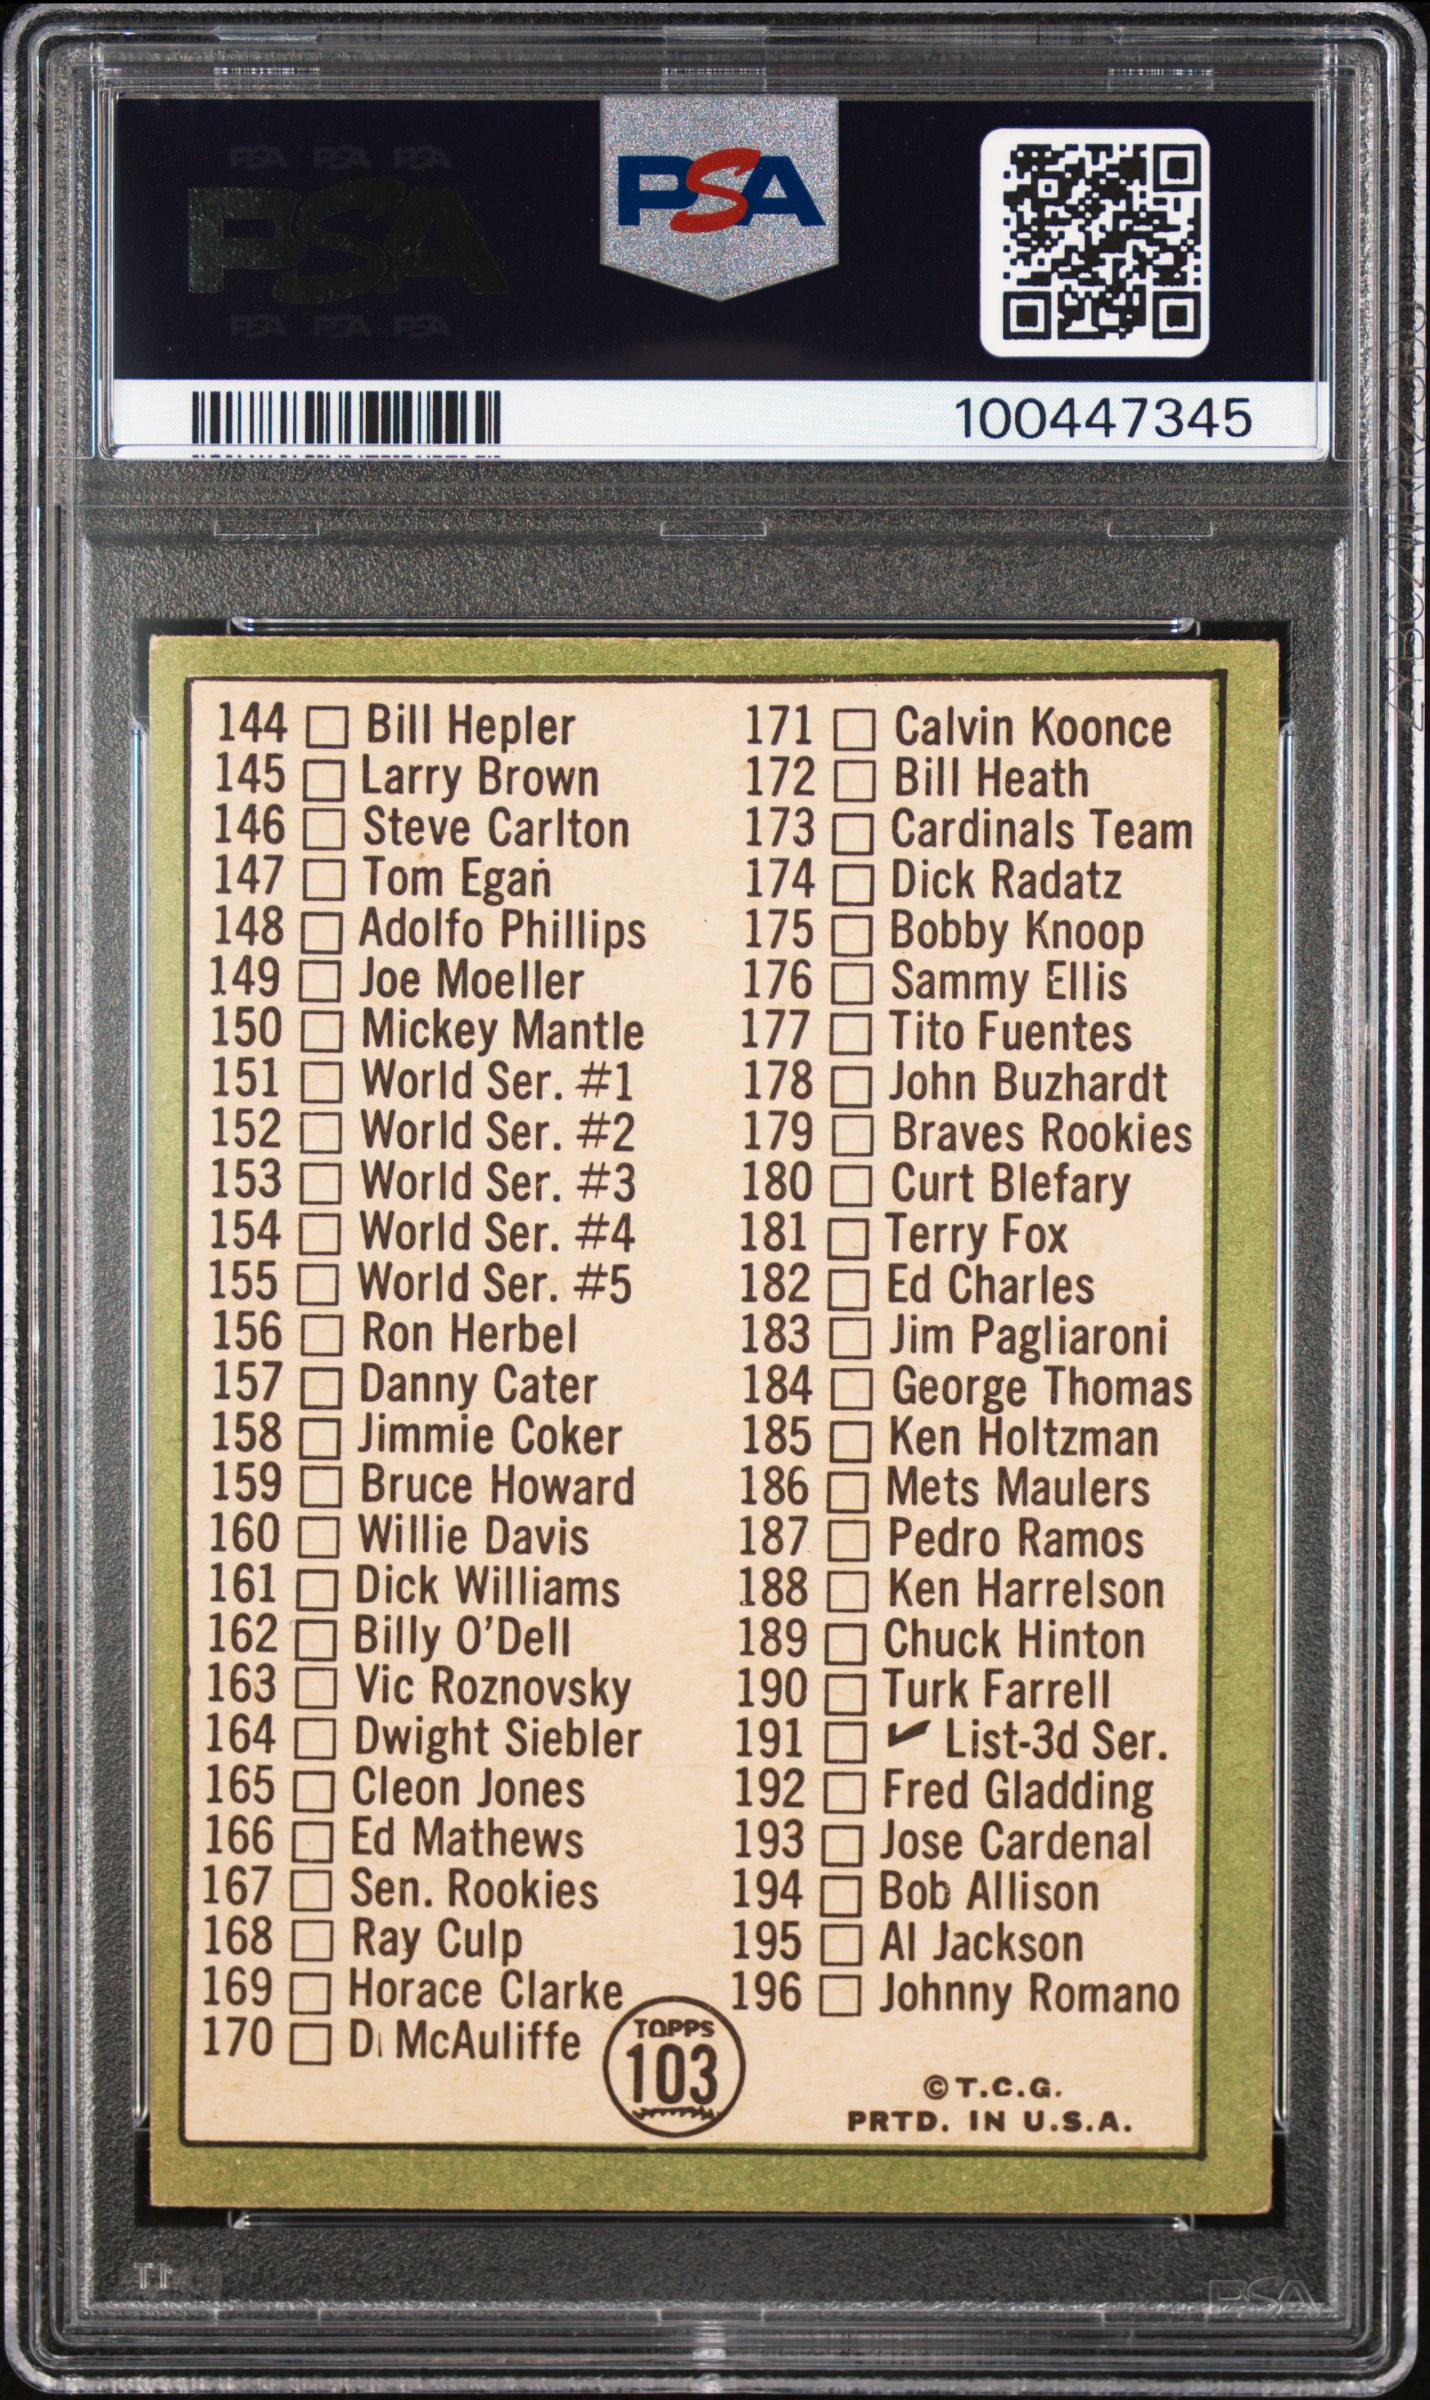 PSA PSA PSA
PSA
PSA PSA PSA
PSA
100447345
144 Bill Hepler
145 Larry Brown
146 Steve Carlton
147 Tom Egan
148 Adolfo Phillips
149 Joe Moeller
150 Mickey Mantle
151 World Ser. #1
152 World Ser. #2
153 World Ser. #3
154 World Ser. #4
155 World Ser. #5
156 Ron Herbel
157 Danny Cater
158 Jimmie Coker
159 Bruce Howard
160 Willie Davis
161 Dick Williams
162 Billy O'Dell
163 Vic Roznovsky
164 Dwight Siebler
165 Cleon Jones
166 Ed Mathews
167 Sen. Rookies
168 Ray Culp
169 Horace Clarke
170 D McAuliffe
171 Calvin Koonce
172 Bill Heath
173 Cardinals Team
174 Dick Radatz
175 Bobby Knoop
176 Sammy Ellis
177 Tito Fuentes
178 John Buzhardt
179 Braves Rookies
180 Curt Blefary
181 Terry Fox
182 Ed Charles
183 Jim Pagliaroni
184 George Thomas
185 Ken Holtzman
186 Mets Maulers
187 Pedro Ramos
188 Ken Harrelson
189 Chuck Hinton
190 Turk Farrell
191 ✔ List-3d Ser.
192 Fred Gladding
193 Jose Cardenal
194 Bob Allison
195 Al Jackson
196 Johnny Romano
TOPPS
103
© T.C.G.
PRTD. IN U.S.A.
PSA